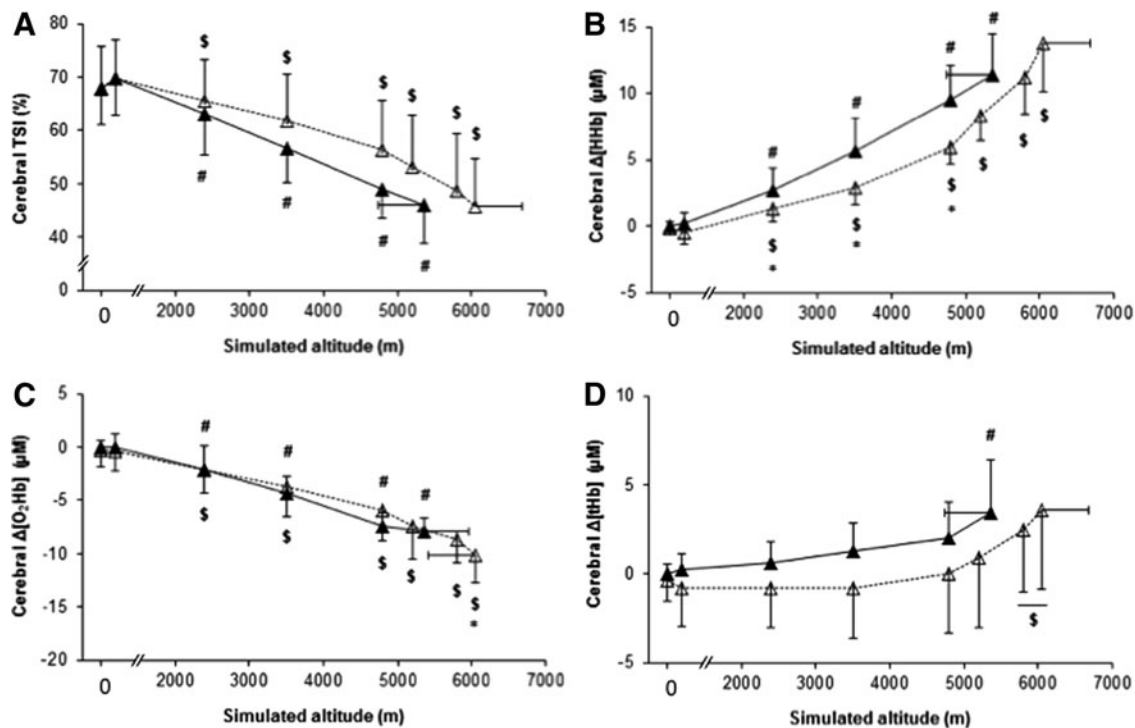 A
80
70
60
50
40
0
Cerebral TSI (%)
$ $ $ $ $ $
# # # #
0 2000 3000 4000 5000 6000 7000
Simulated altitude (m)
B
15
10
5
0
-5
Cerebral Δ[HHb] (µM)
# # # #
$ $ $ $ $
* * *
0 2000 3000 4000 5000 6000 7000
Simulated altitude (m)
C
5
0
-5
-10
-15
-20
Cerebral Δ[O₂Hb] (µM)
# # # #
$ $ $ $ $ $
*
0 2000 3000 4000 5000 6000 7000
Simulated altitude (m)
D
10
5
0
-5
Cerebral Δ[tHb] (µM)
#
$
0 2000 3000 4000 5000 6000 7000
Simulated altitude (m)